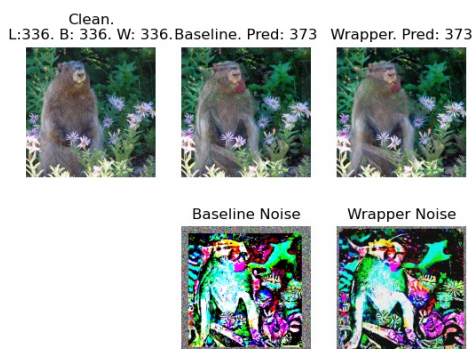 Clean.
L:336. B: 336. W: 336. Baseline. Pred: 373 Wrapper. Pred: 373
Baseline Noise Wrapper Noise